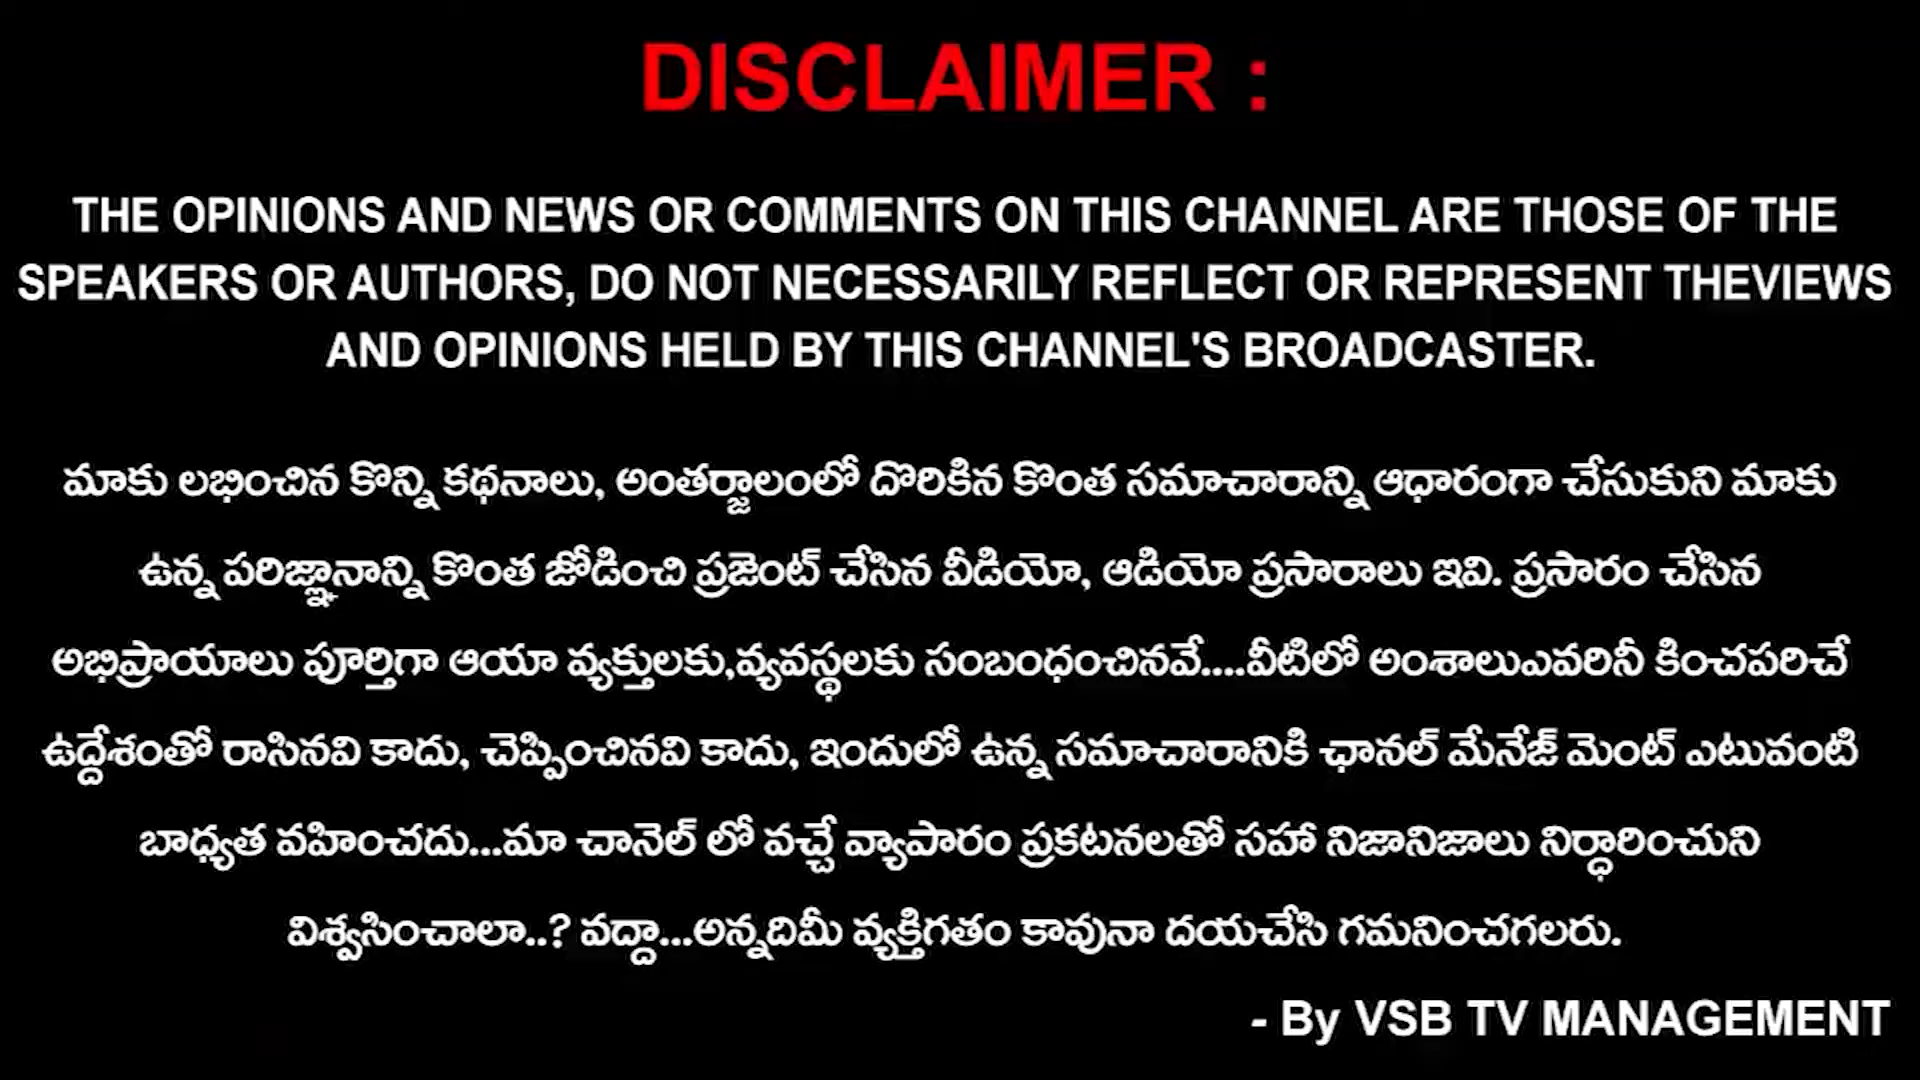 DISCLAIMER :
THE OPINIONS AND NEWS OR COMMENTS ON THIS CHANNEL ARE THOSE OF THE
SPEAKERS OR AUTHORS, DO NOT NECESSARILY REFLECT OR REPRESENT THEVIEWS
AND OPINIONS HELD BY THIS CHANNEL'S BROADCASTER.
మాకు లభించిన కొన్ని కథనాలు, అంతర్జాలంలో దొరికిన కొంత సమాచారాన్ని ఆధారంగా చేసుకుని మాకు
ఉన్న పరిజ్ఞానాన్ని కొంత జోడించి ప్రజెంట్ చేసిన వీడియో, ఆడియో ప్రసారాలు ఇవి. ప్రసారం చేసిన
అభిప్రాయాలు పూర్తిగా ఆయా వ్యక్తులకు,వ్యవస్థలకు సంబంధంచినవే....వీటిలో అంశాలుఎవరినీ కించపరిచే
ఉద్దేశంతో రాసినవి కాదు, చెప్పించినవి కాదు, ఇందులో ఉన్న సమాచారానికి ఛానల్ మేనేజ్ మెంట్ ఎటువంటి
బాధ్యత వహించదు...మా చానెల్ లో వచ్చే వ్యాపారం ప్రకటనలతో సహా నిజానిజాలు నిర్ధారించుని
విశ్వసించాలా..? వద్దా...అన్నదిమీ వ్యక్తిగతం కావునా దయచేసి గమనించగలరు.
- By VSB TV MANAGEMENT